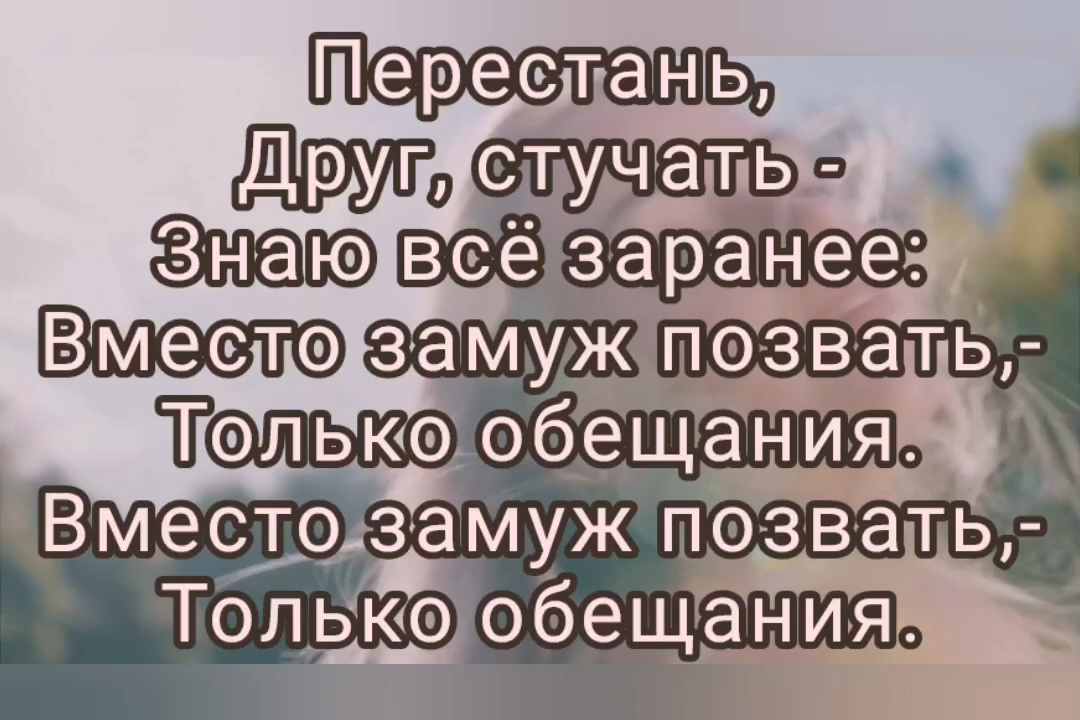 Перестань,
Друг, стучать -
Знаю всё заранее:
Вместо замуж позвать,-
Только обещания.
Вместо замуж позвать,-
Только обещания.